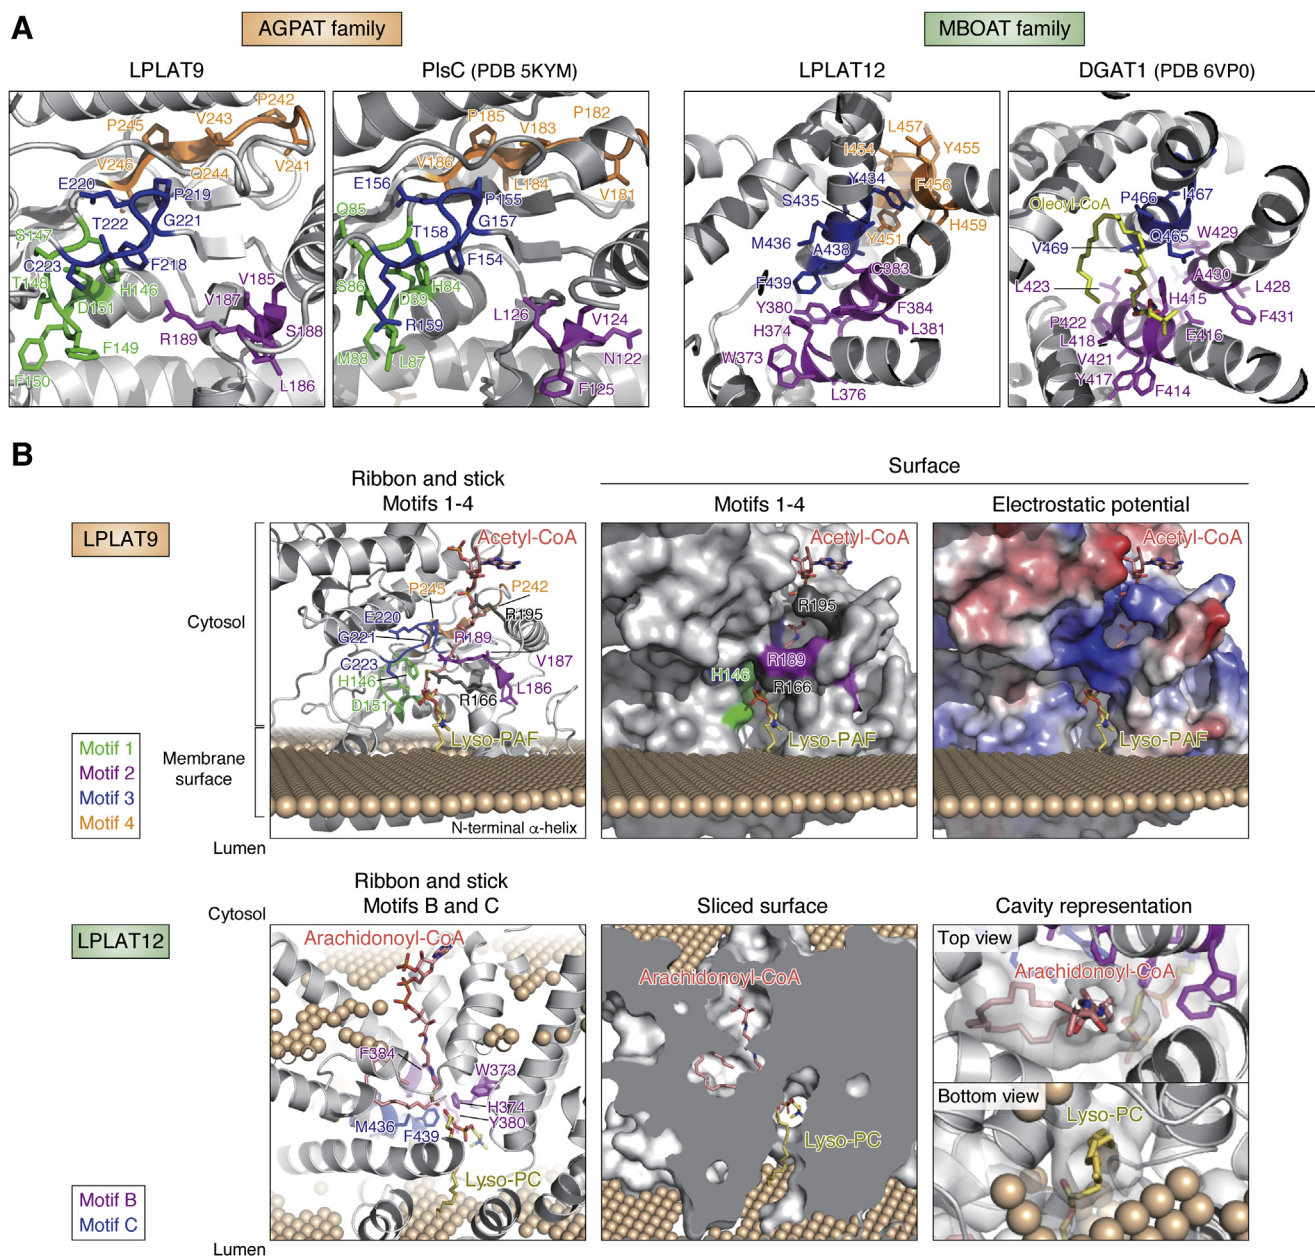 A
AGPAT family
MBOAT family
LPLAT9
PlsC (PDB 5KYM)
LPLAT12
DGAT1 (PDB 6VP0)
P242
P245
V243
V246
Q244
V241
E220
P219
T222
G221
S147
C223
F218
T148
H146
D151
V185
V187
R189
S188
F149
F150
L186
P185
P182
V183
V186
L184
V181
E156
P155
Q85
G157
T158
F154
S86
H84
D89
R159
L126
V124
N122
M88
L87
F125
L457
I454
Y455
Y434
F456
S435
H459
M436
Y451
A438
C383
F439
Y380
F384
H374
L381
W373
L376
Oleoyl-CoA
P466
I467
W429
V469
Q465
A430
L423
L428
H415
P422
F431
L418
E416
V421
Y417
F414
B
Ribbon and stick
Motifs 1-4
Surface
Motifs 1-4
Electrostatic potential
LPLAT9
Cytosol
Membrane
surface
Lumen
Motif 1
Motif 2
Motif 3
Motif 4
Acetyl-CoA
P245
P242
R195
E220
G221
R189
C223
V187
H146
L186
D151
R166
Lyso-PAF
N-terminal α-helix
Acetyl-CoA
R195
R189
H146
R166
Lyso-PAF
Acetyl-CoA
Lyso-PAF
Ribbon and stick
Motifs B and C
Sliced surface
Cavity representation
LPLAT12
Cytosol
Lumen
Motif B
Motif C
Arachidonoyl-CoA
F384
W373
H374
Y380
M436
F439
Lyso-PC
Arachidonoyl-CoA
Lyso-PC
Top view
Arachidonoyl-CoA
Bottom view
Lyso-PC